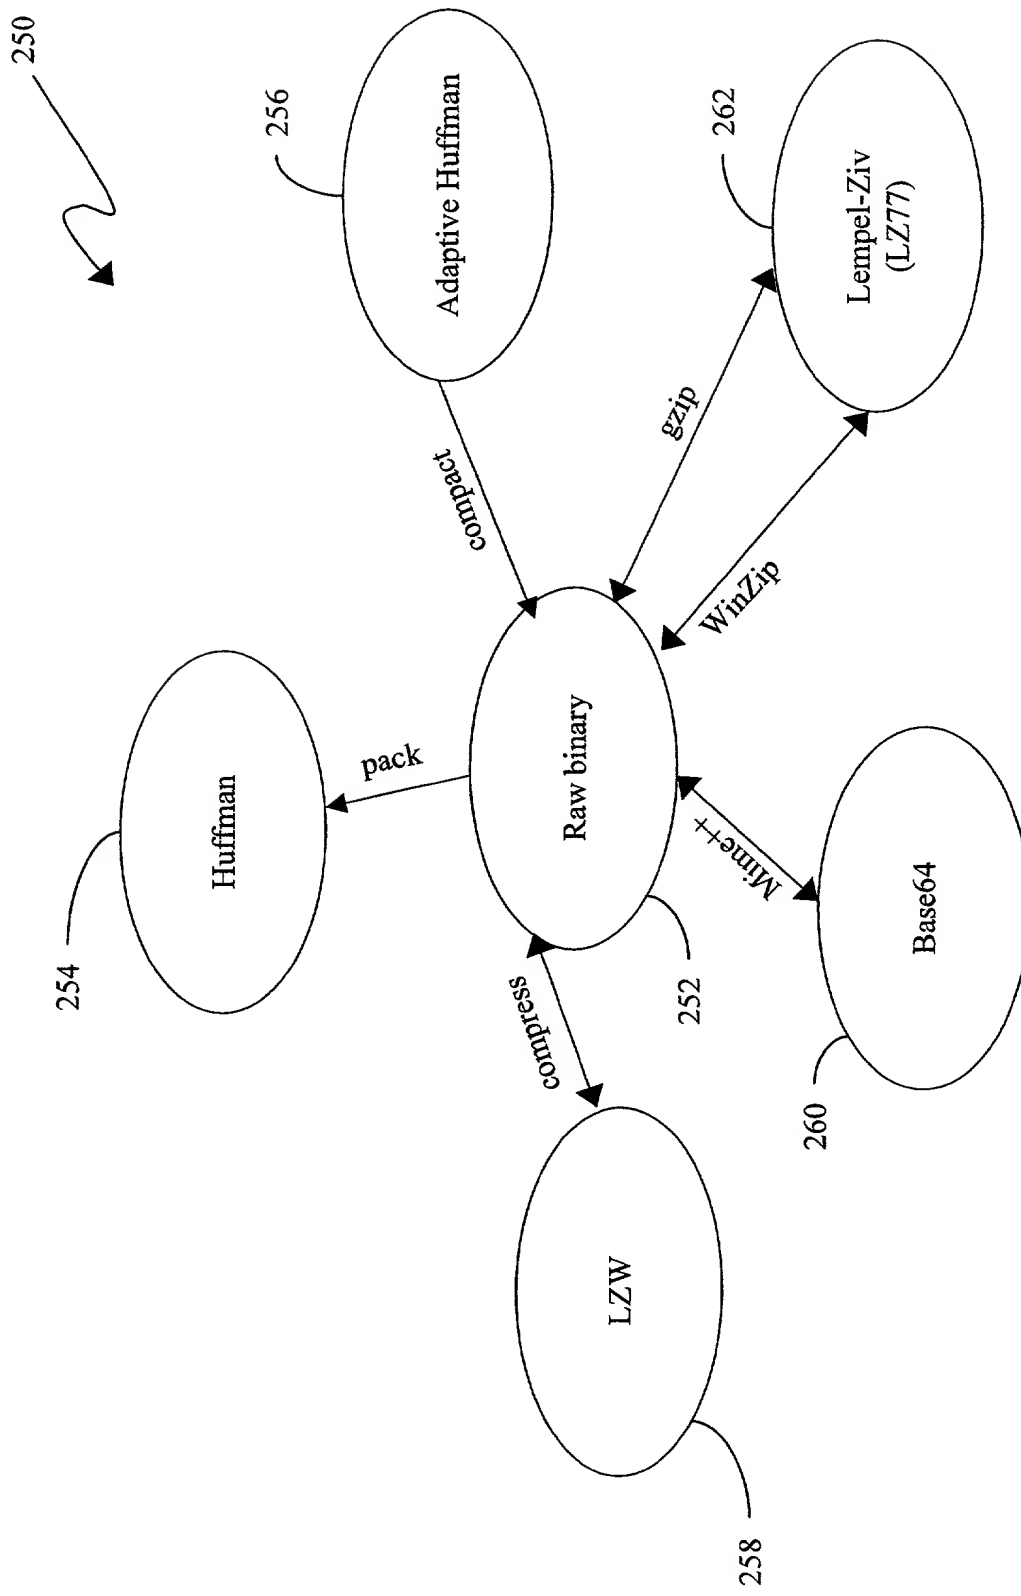 250
254
Huffman
256
Adaptive Huffman
pack
compact
258
LZW
compress
Raw binary
252
gzip
WinZip
262
Lempel-Ziv
(LZ77)
Mime++
260
Base64